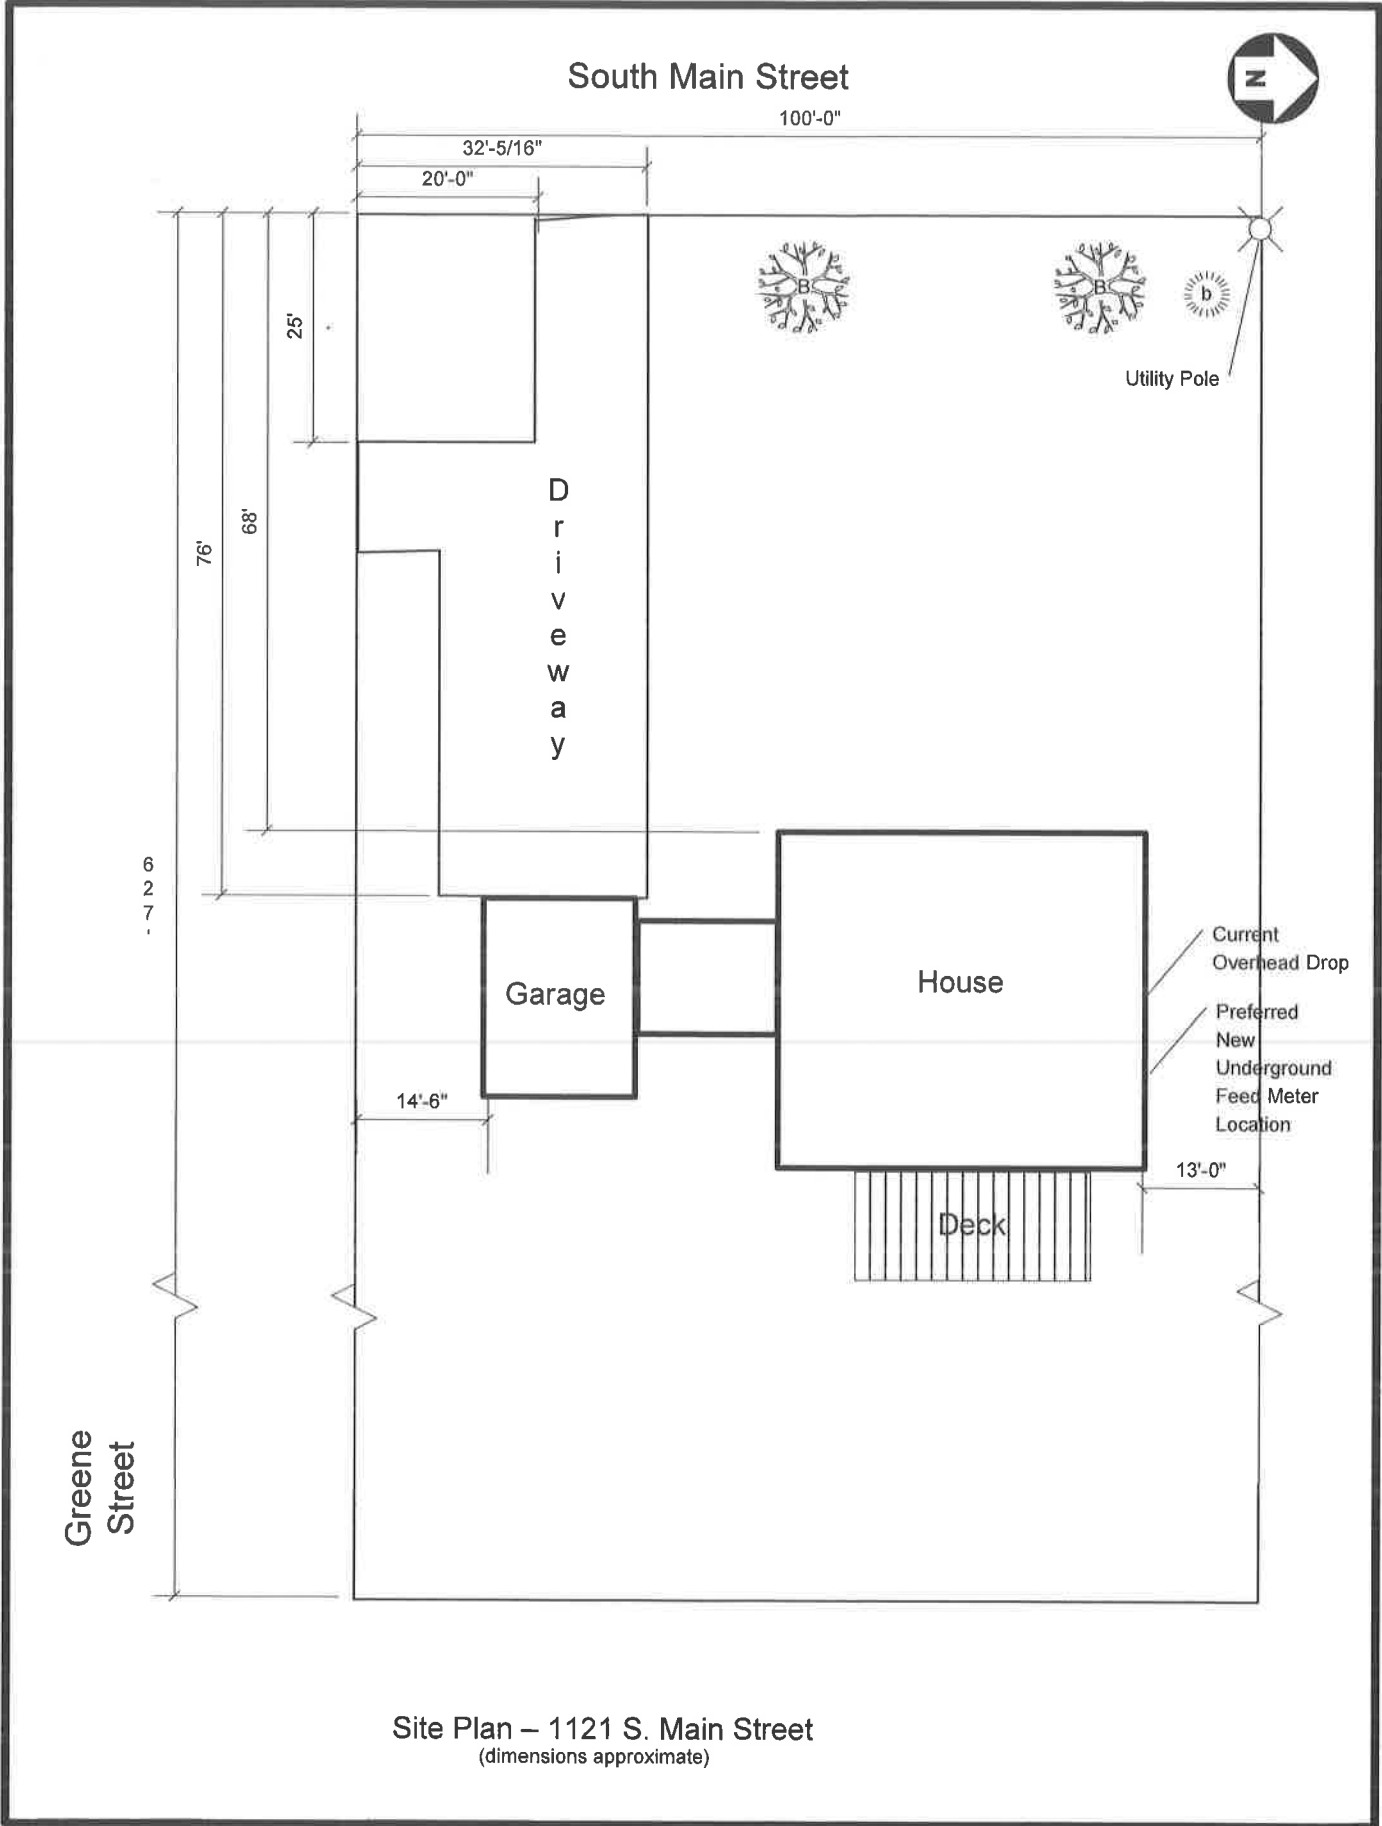 South Main Street
N
100'-0"
32'-5/16"
20'-0"
B
B
b
25'
Utility Pole
D
r
i
v
e
w
a
y
68'
76'
6
2
7
'
Current
Overhead Drop
House
Garage
Preferred
New
Underground
Feed Meter
Location
14'-6"
13'-0"
Deck
Greene
Street
Site Plan – 1121 S. Main Street
(dimensions approximate)